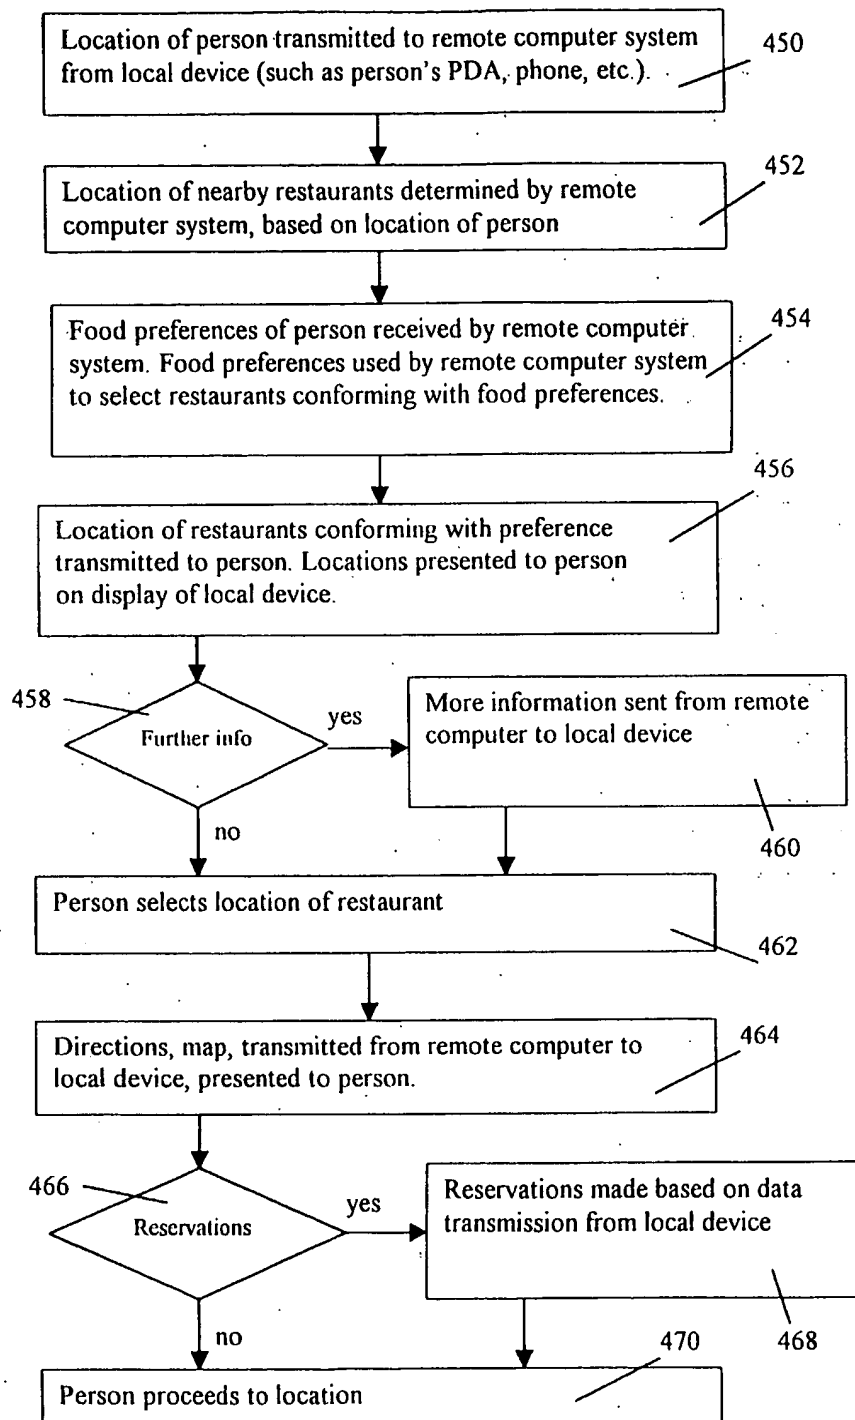 Location of person transmitted to remote computer system
from local device (such as person's PDA, phone, etc.).
450
Location of nearby restaurants determined by remote
computer system, based on location of person
452
Food preferences of person received by remote computer
system. Food preferences used by remote computer system
to select restaurants conforming with food preferences.
454
456
Location of restaurants conforming with preference
transmitted to person. Locations presented to person
on display of local device.
458
Further info
yes
More information sent from remote
computer to local device
no
460
Person selects location of restaurant
462
Directions, map, transmitted from remote computer to
local device, presented to person.
464
466
Reservations
yes
Reservations made based on data
transmission from local device
no
468
470
Person proceeds to location